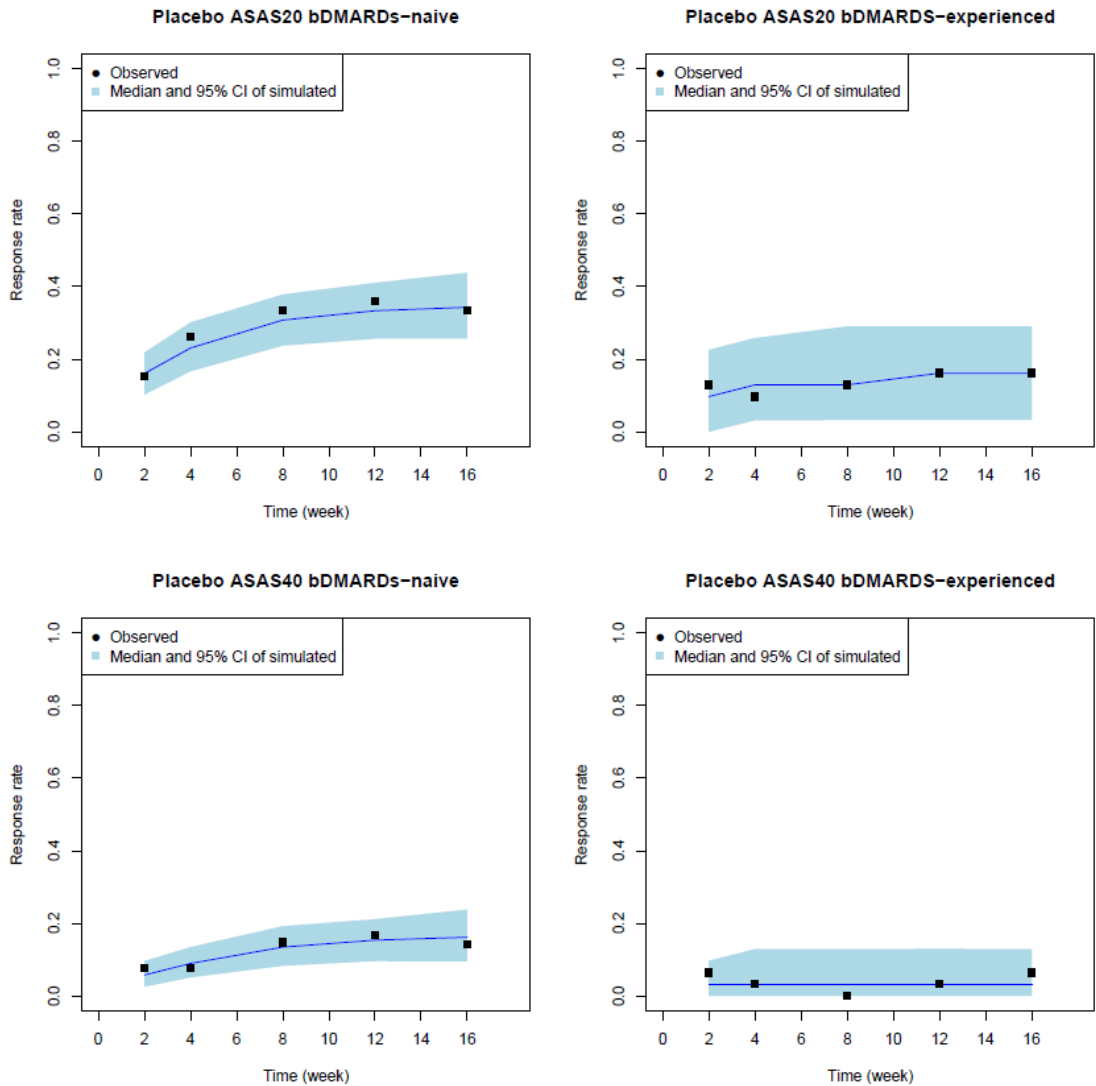 Placebo ASAS20 bDMARDs−naive
Observed
Median and 95% CI of simulated
Response rate
1.0
0.8
0.6
0.4
0.2
0.0
0 2 4 6 8 10 12 14 16
Time (week)
Placebo ASAS20 bDMARDS−experienced
Observed
Median and 95% CI of simulated
Response rate
1.0
0.8
0.6
0.4
0.2
0.0
0 2 4 6 8 10 12 14 16
Time (week)
Placebo ASAS40 bDMARDs−naive
Observed
Median and 95% CI of simulated
Response rate
1.0
0.8
0.6
0.4
0.2
0.0
0 2 4 6 8 10 12 14 16
Time (week)
Placebo ASAS40 bDMARDS−experienced
Observed
Median and 95% CI of simulated
Response rate
1.0
0.8
0.6
0.4
0.2
0.0
0 2 4 6 8 10 12 14 16
Time (week)